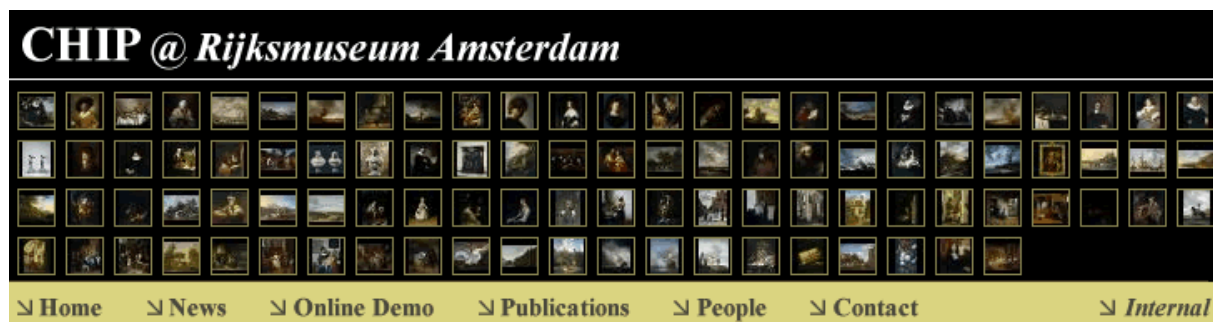 CHIP @ Rijksmuseum Amsterdam
Home News Online Demo Publications People Contact Internal